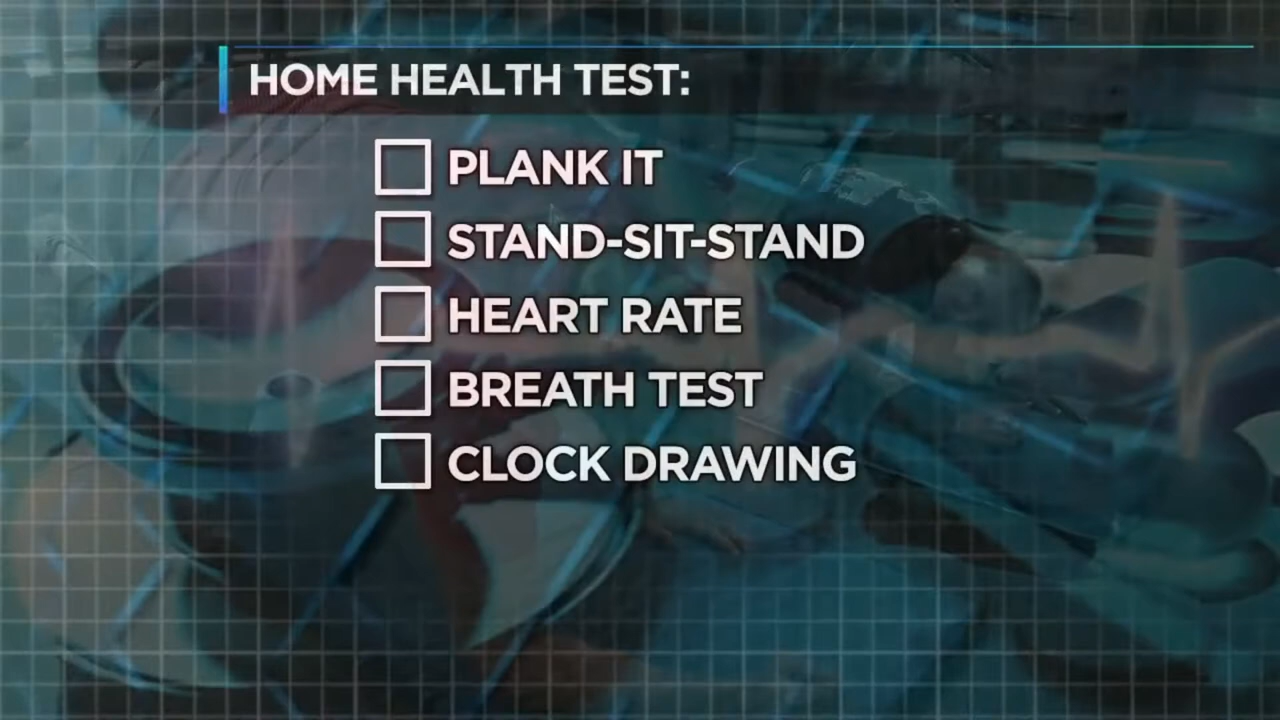 HOME HEALTH TEST:
PLANK IT
STAND-SIT-STAND
HEART RATE
BREATH TEST
CLOCK DRAWING